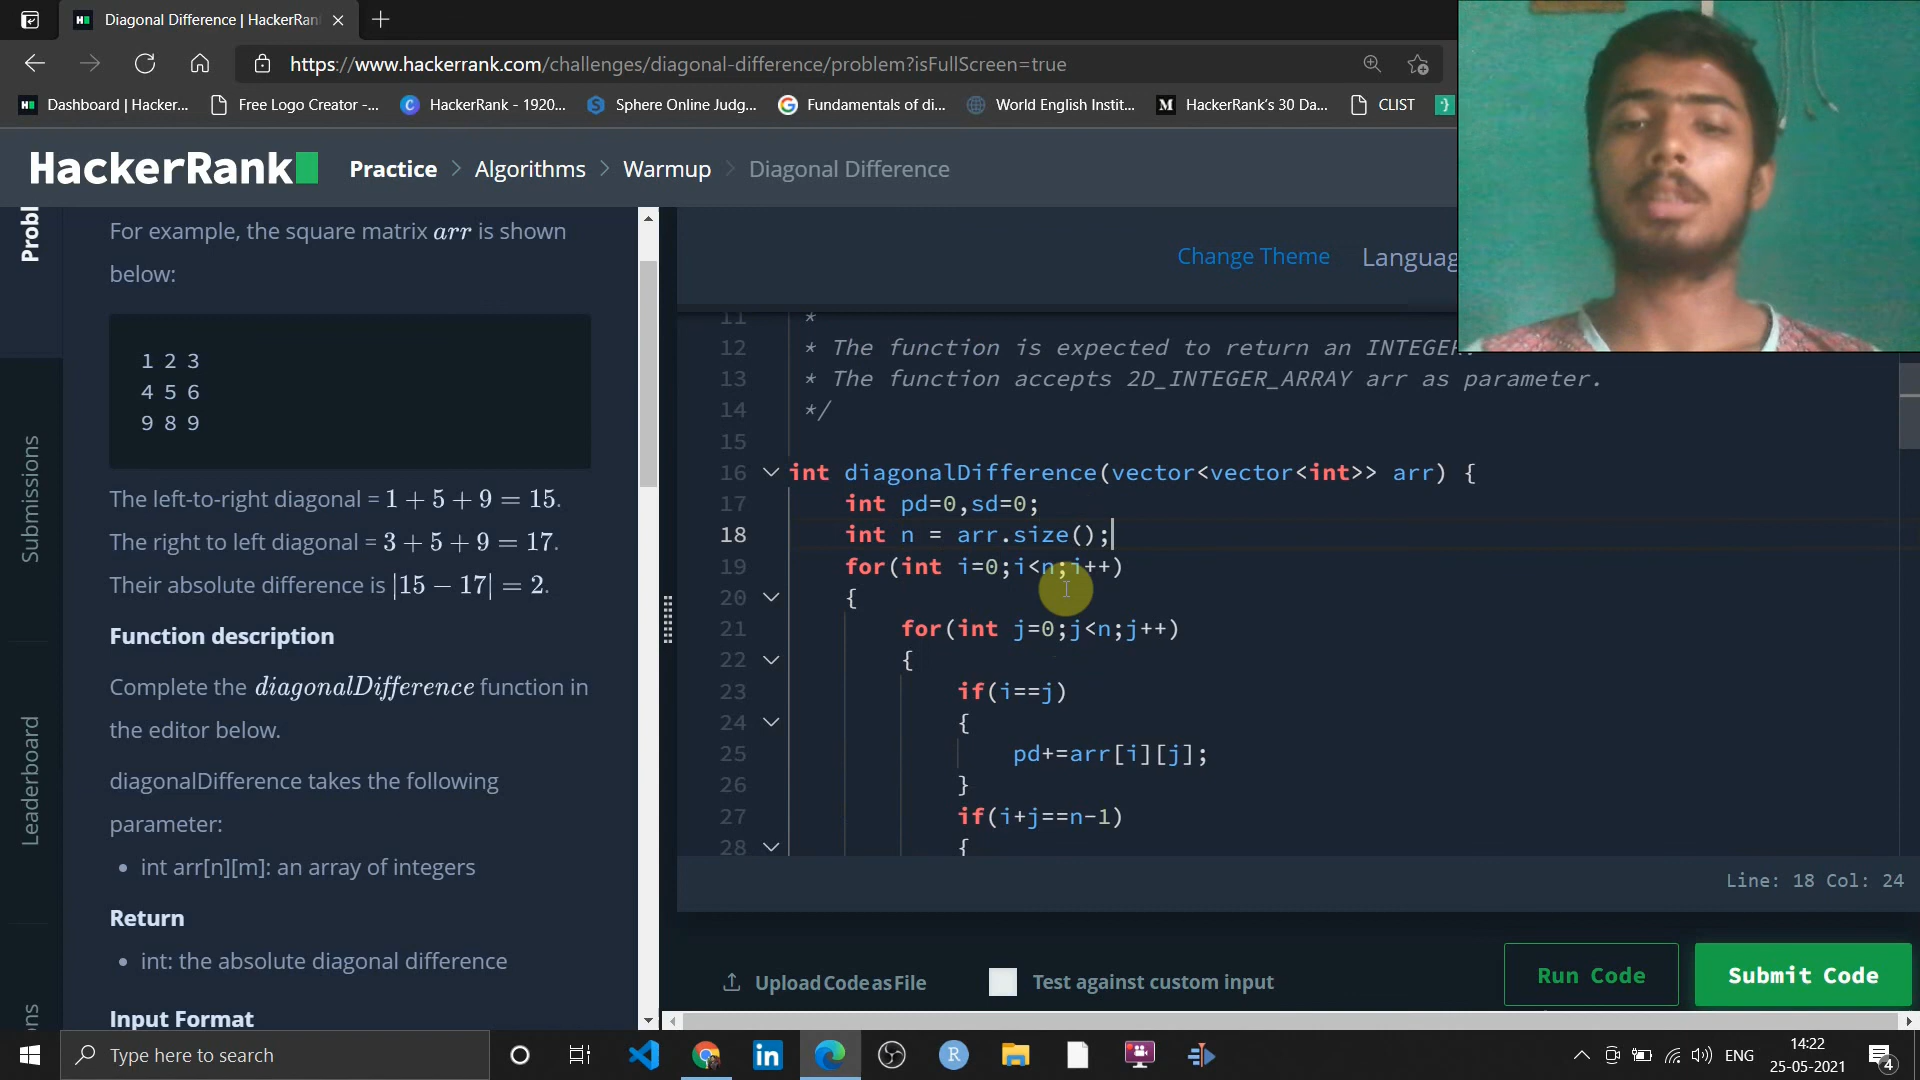 Diagonal Difference | HackerRan
https://www.hackerrank.com/challenges/diagonal-difference/problem?isFullScreen=true
Dashboard | Hacker... Free Logo Creator -... HackerRank - 1920... Sphere Online Judg... Fundamentals of di... World English Instit... HackerRank's 30 Da... CLIST
HackerRank Practice > Algorithms > Warmup > Diagonal Difference
Probl
Submissions
Leaderboard
ons
For example, the square matrix arr is shown
below:
1 2 3
4 5 6
9 8 9
The left-to-right diagonal = 1 + 5 + 9 = 15.
The right to left diagonal = 3 + 5 + 9 = 17.
Their absolute difference is |15 − 17| = 2.
Function description
Complete the diagonalDifference function in
the editor below.
diagonalDifference takes the following
parameter:
• int arr[n][m]: an array of integers
Return
• int: the absolute diagonal difference
Input Format
Change Theme Languag
11 *
12 * The function is expected to return an INTEGER.
13 * The function accepts 2D_INTEGER_ARRAY arr as parameter.
14 */
15
16 int diagonalDifference(vector<vector<int>> arr) {
17 int pd=0,sd=0;
18 int n = arr.size();
19 for(int i=0;i<n;i++)
20 {
21 for(int j=0;j<n;j++)
22 {
23 if(i==j)
24 {
25 pd+=arr[i][j];
26 }
27 if(i+j==n-1)
28 {
Line: 18 Col: 24
Upload Code as File Test against custom input Run Code Submit Code
Type here to search
ENG
14:22
25-05-2021
4